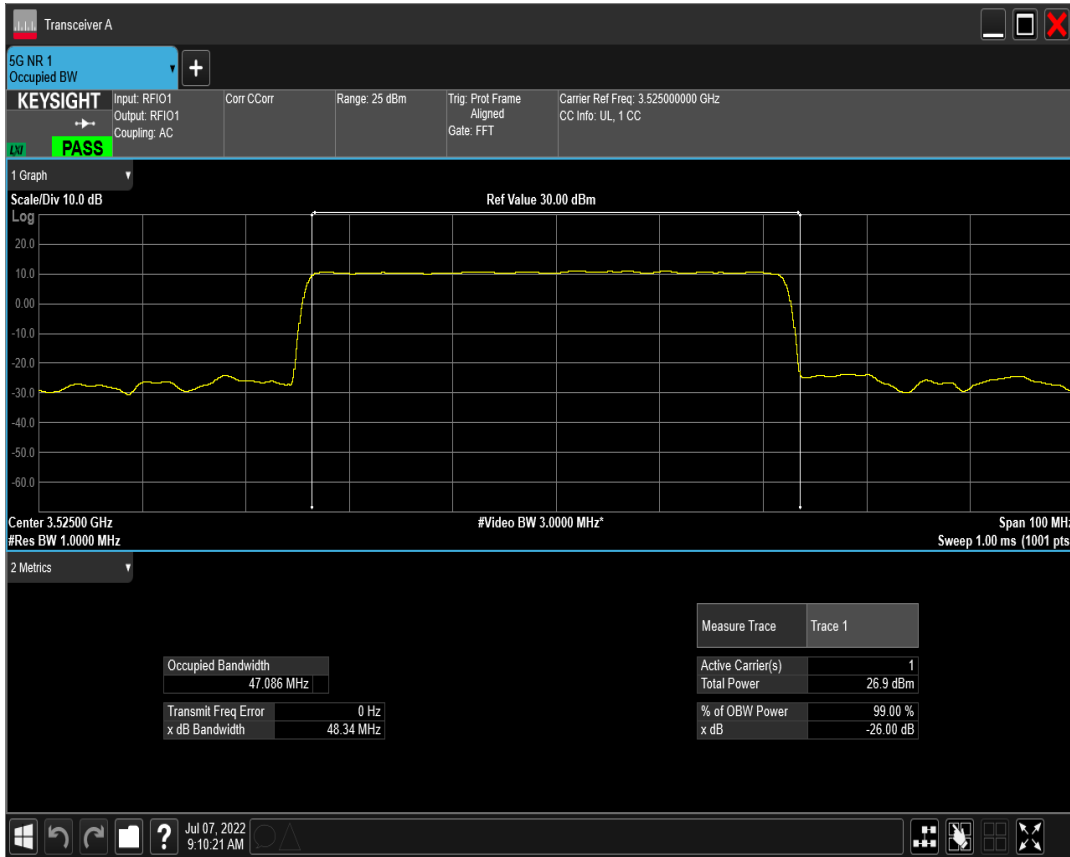 Transceiver A
5G NR 1
Occupied BW
KEYSIGHT
LXI
PASS
Input: RFIO1
Output: RFIO1
Coupling: AC
Corr CCorr
Range: 25 dBm
Trig: Prot Frame
Aligned
Gate: FFT
Carrier Ref Freq: 3.525000000 GHz
CC Info: UL, 1 CC
1 Graph
Scale/Div 10.0 dB
Ref Value 30.00 dBm
Log
20.0
10.0
0.00
-10.0
-20.0
-30.0
-40.0
-50.0
-60.0
Center 3.52500 GHz
#Video BW 3.0000 MHz*
Span 100 MHz
#Res BW 1.0000 MHz
Sweep 1.00 ms (1001 pts
2 Metrics
Measure Trace Trace 1
Occupied Bandwidth
47.086 MHz
Active Carrier(s) 1
Total Power 26.9 dBm
Transmit Freq Error 0 Hz
x dB Bandwidth 48.34 MHz
% of OBW Power 99.00 %
x dB -26.00 dB
?
Jul 07, 2022
9:10:21 AM